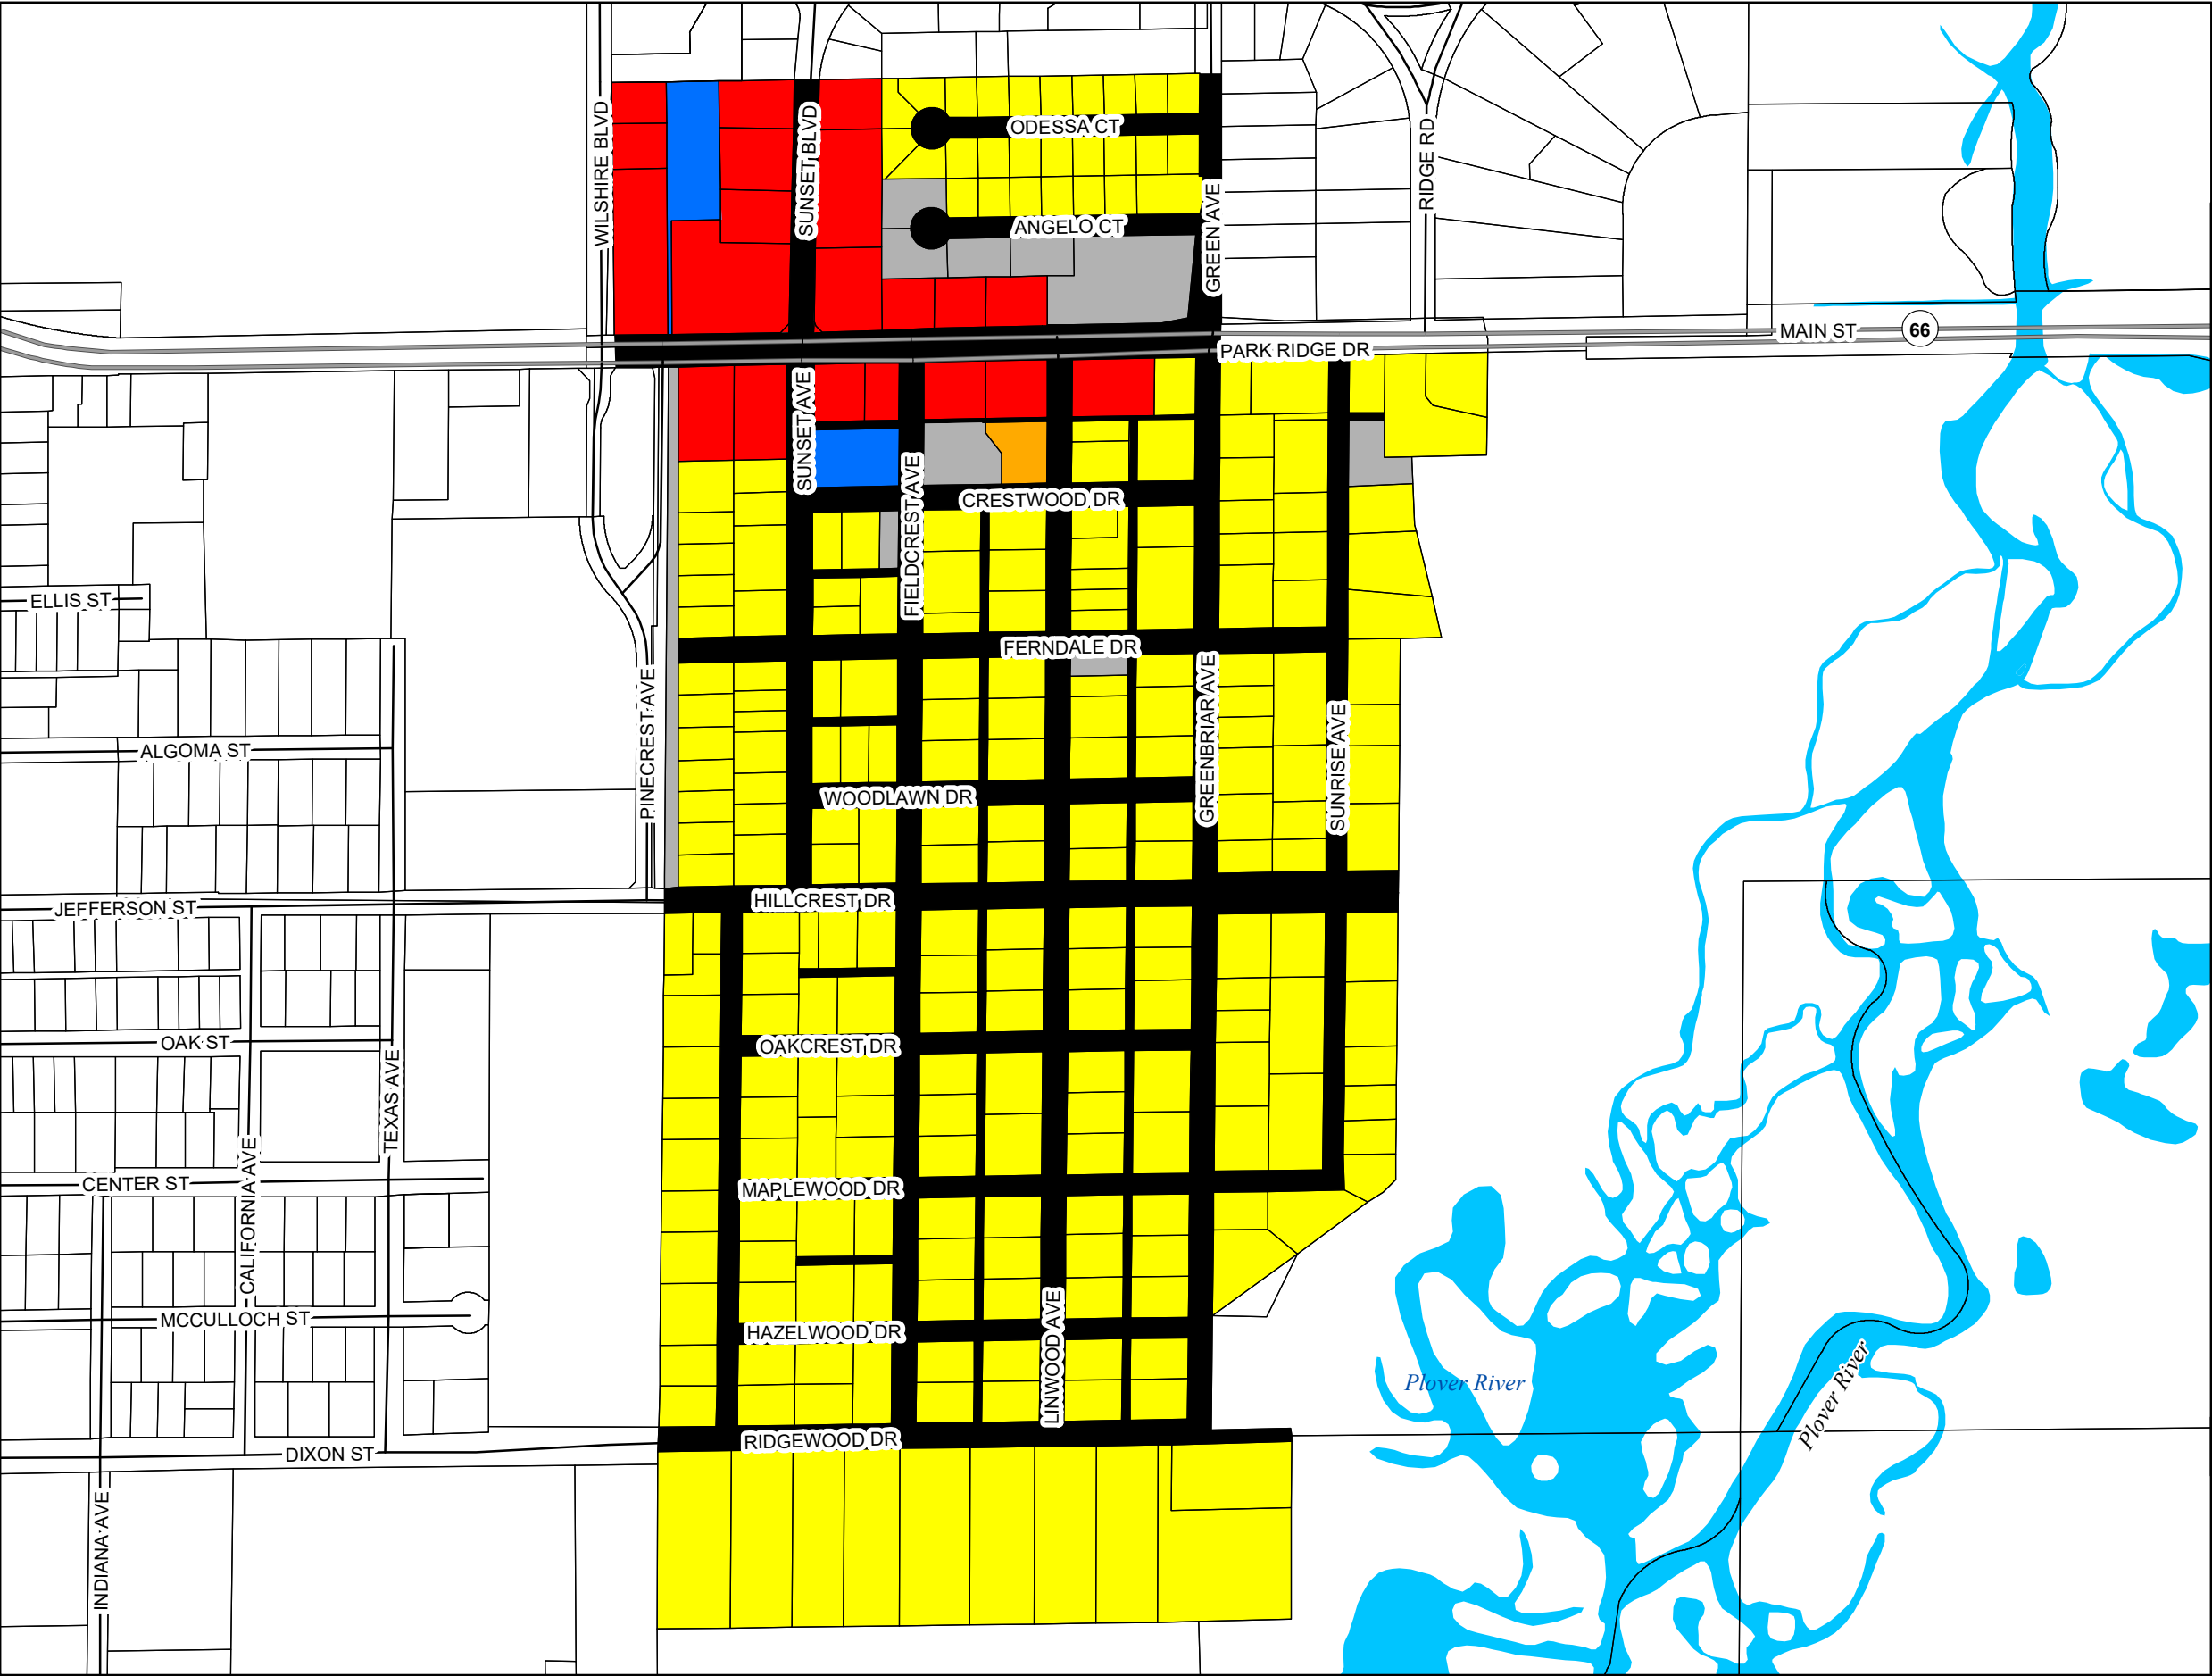 ODESSA CT
WILSHIRE BLVD
SUNSET BLVD
RIDGE RD
ANGELO CT
GREEN AVE
MAIN ST
66
PARK RIDGE DR
SUNSET AVE
FIELDCREST AVE
CRESTWOOD DR
ELLIS ST
FERNDALE DR
PINECREST AVE
GREENBRIAR AVE
SUNRISE AVE
ALGOMA ST
WOODLAWN DR
HILLCREST DR
JEFFERSON ST
OAK ST
OAKCREST DR
TEXAS AVE
CENTER ST
CALIFORNIA AVE
MAPLEWOOD DR
MCCULLOCH ST
HAZELWOOD DR
LINWOOD AVE
Plover River
Plover River
RIDGEWOOD DR
DIXON ST
INDIANA AVE